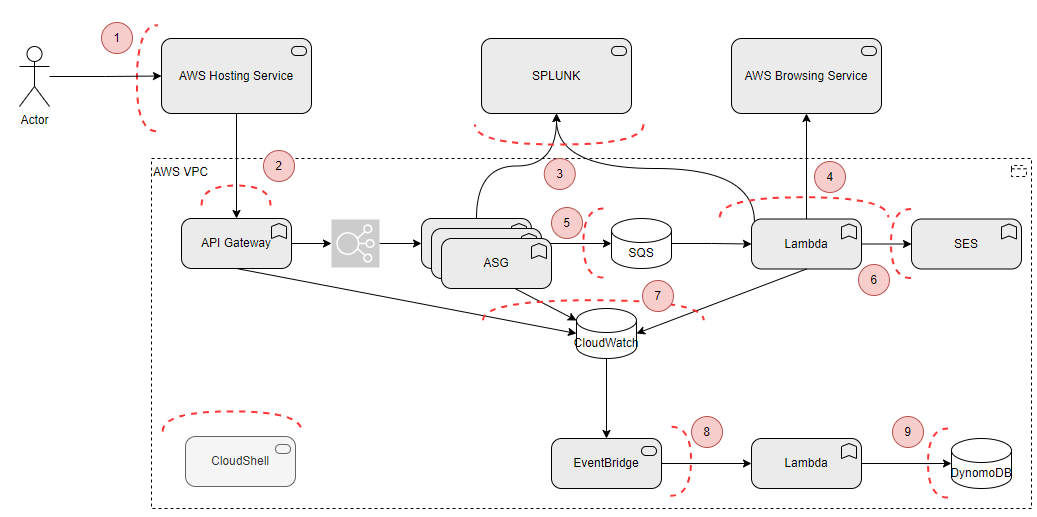 1
AWS Hosting Service
SPLUNK
AWS Browsing Service
Actor
2
AWS VPC
3
4
API Gateway
ASG
5
SQS
Lambda
SES
6
7
CloudWatch
CloudShell
EventBridge
8
Lambda
9
DynomoDB